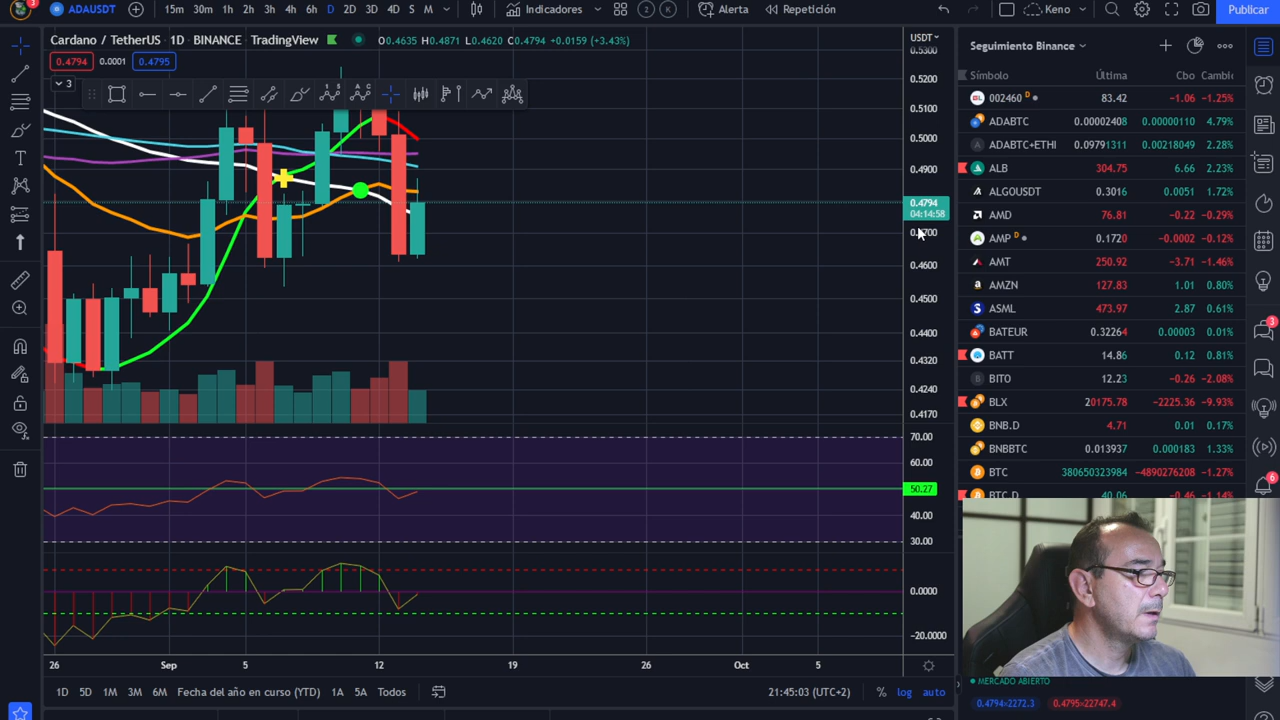 3
ADAUSDT
15m 30m 1h 2h 3h 4h 6h D 2D 3D 4D S M
Indicadores
2
Alerta
Repetición
Keno
Publicar
Cardano / TetherUS · 1D · BINANCE · TradingView
O0.4635 H0.4871 L0.4620 C0.4794 +0.0159 (+3.43%)
0.4794 0.0001 0.4795
3
USDT
0.5300
0.5200
0.5100
0.5000
0.4900
0.4794
04:14:58
0.4700
0.4600
0.4500
0.4400
0.4320
0.4240
0.4170
70.00
60.00
50.27
40.00
30.00
0.0000
−20.0000
26 Sep 5 12 19 26 Oct 5
1D 5D 1M 3M 6M Fecha del año en curso (YTD) 1A 5A Todos
21:45:03 (UTC+2) % log auto
Seguimiento Binance
Símbolo Última Cbo Cambio
002460 D 83.42 −1.06 −1.25%
ADABTC 0.00002408 0.00000110 4.79%
ADABTC+ETHI 0.09791311 0.00218049 2.28%
ALB 304.75 6.66 2.23%
ALGOUSDT 0.3016 0.0051 1.72%
AMD 76.81 −0.22 −0.29%
AMP D 0.1720 −0.0002 −0.12%
AMT 250.92 −3.71 −1.46%
AMZN 127.83 1.01 0.80%
ASML 473.97 2.87 0.61%
BATEUR 0.32264 0.00003 0.01%
BATT 14.86 0.12 0.81%
BITO 12.23 −0.26 −2.08%
BLX 20175.78 −2225.36 −9.93%
BNB.D 4.71 0.01 0.17%
BNBBTC 0.013937 0.000183 1.33%
BTC 380650323984 −4890276208 −1.27%
BTC.D 40.06 −0.46 −1.14%
3
6
MERCADO ABIERTO
0.4794×2272.3 0.4795×22747.4